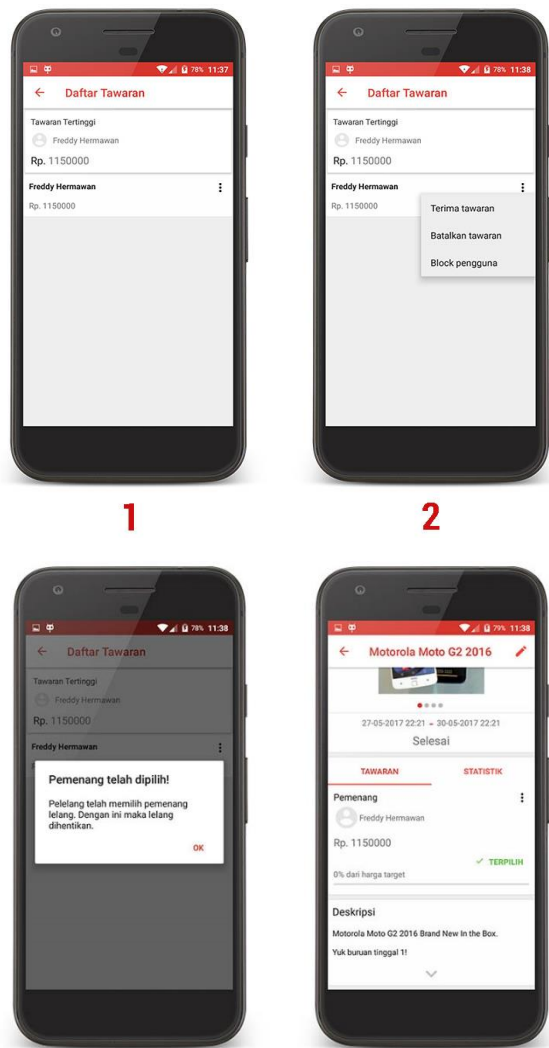 78% 11:37
Daftar Tawaran
Tawaran Tertinggi
Freddy Hermawan
Rp. 1150000
Freddy Hermawan
Rp. 1150000
1
78% 11:38
Daftar Tawaran
Tawaran Tertinggi
Freddy Hermawan
Rp. 1150000
Freddy Hermawan
Rp. 1150000
Terima tawaran
Batalkan tawaran
Block pengguna
2
78% 11:38
Daftar Tawaran
Tawaran Tertinggi
Freddy Hermawan
Rp. 1150000
Freddy Hermawan
Pemenang telah dipilih!
Pelelang telah memilih pemenang
lelang. Dengan ini maka lelang
dihentikan.
OK
79% 11:38
Motorola Moto G2 2016
27-05-2017 22:21 - 30-05-2017 22:21
Selesai
TAWARAN STATISTIK
Pemenang
Freddy Hermawan
Rp. 1150000
TERPILIH
0% dari harga target
Deskripsi
Motorola Moto G2 2016 Brand New In the Box.
Yuk buruan tinggal 1!